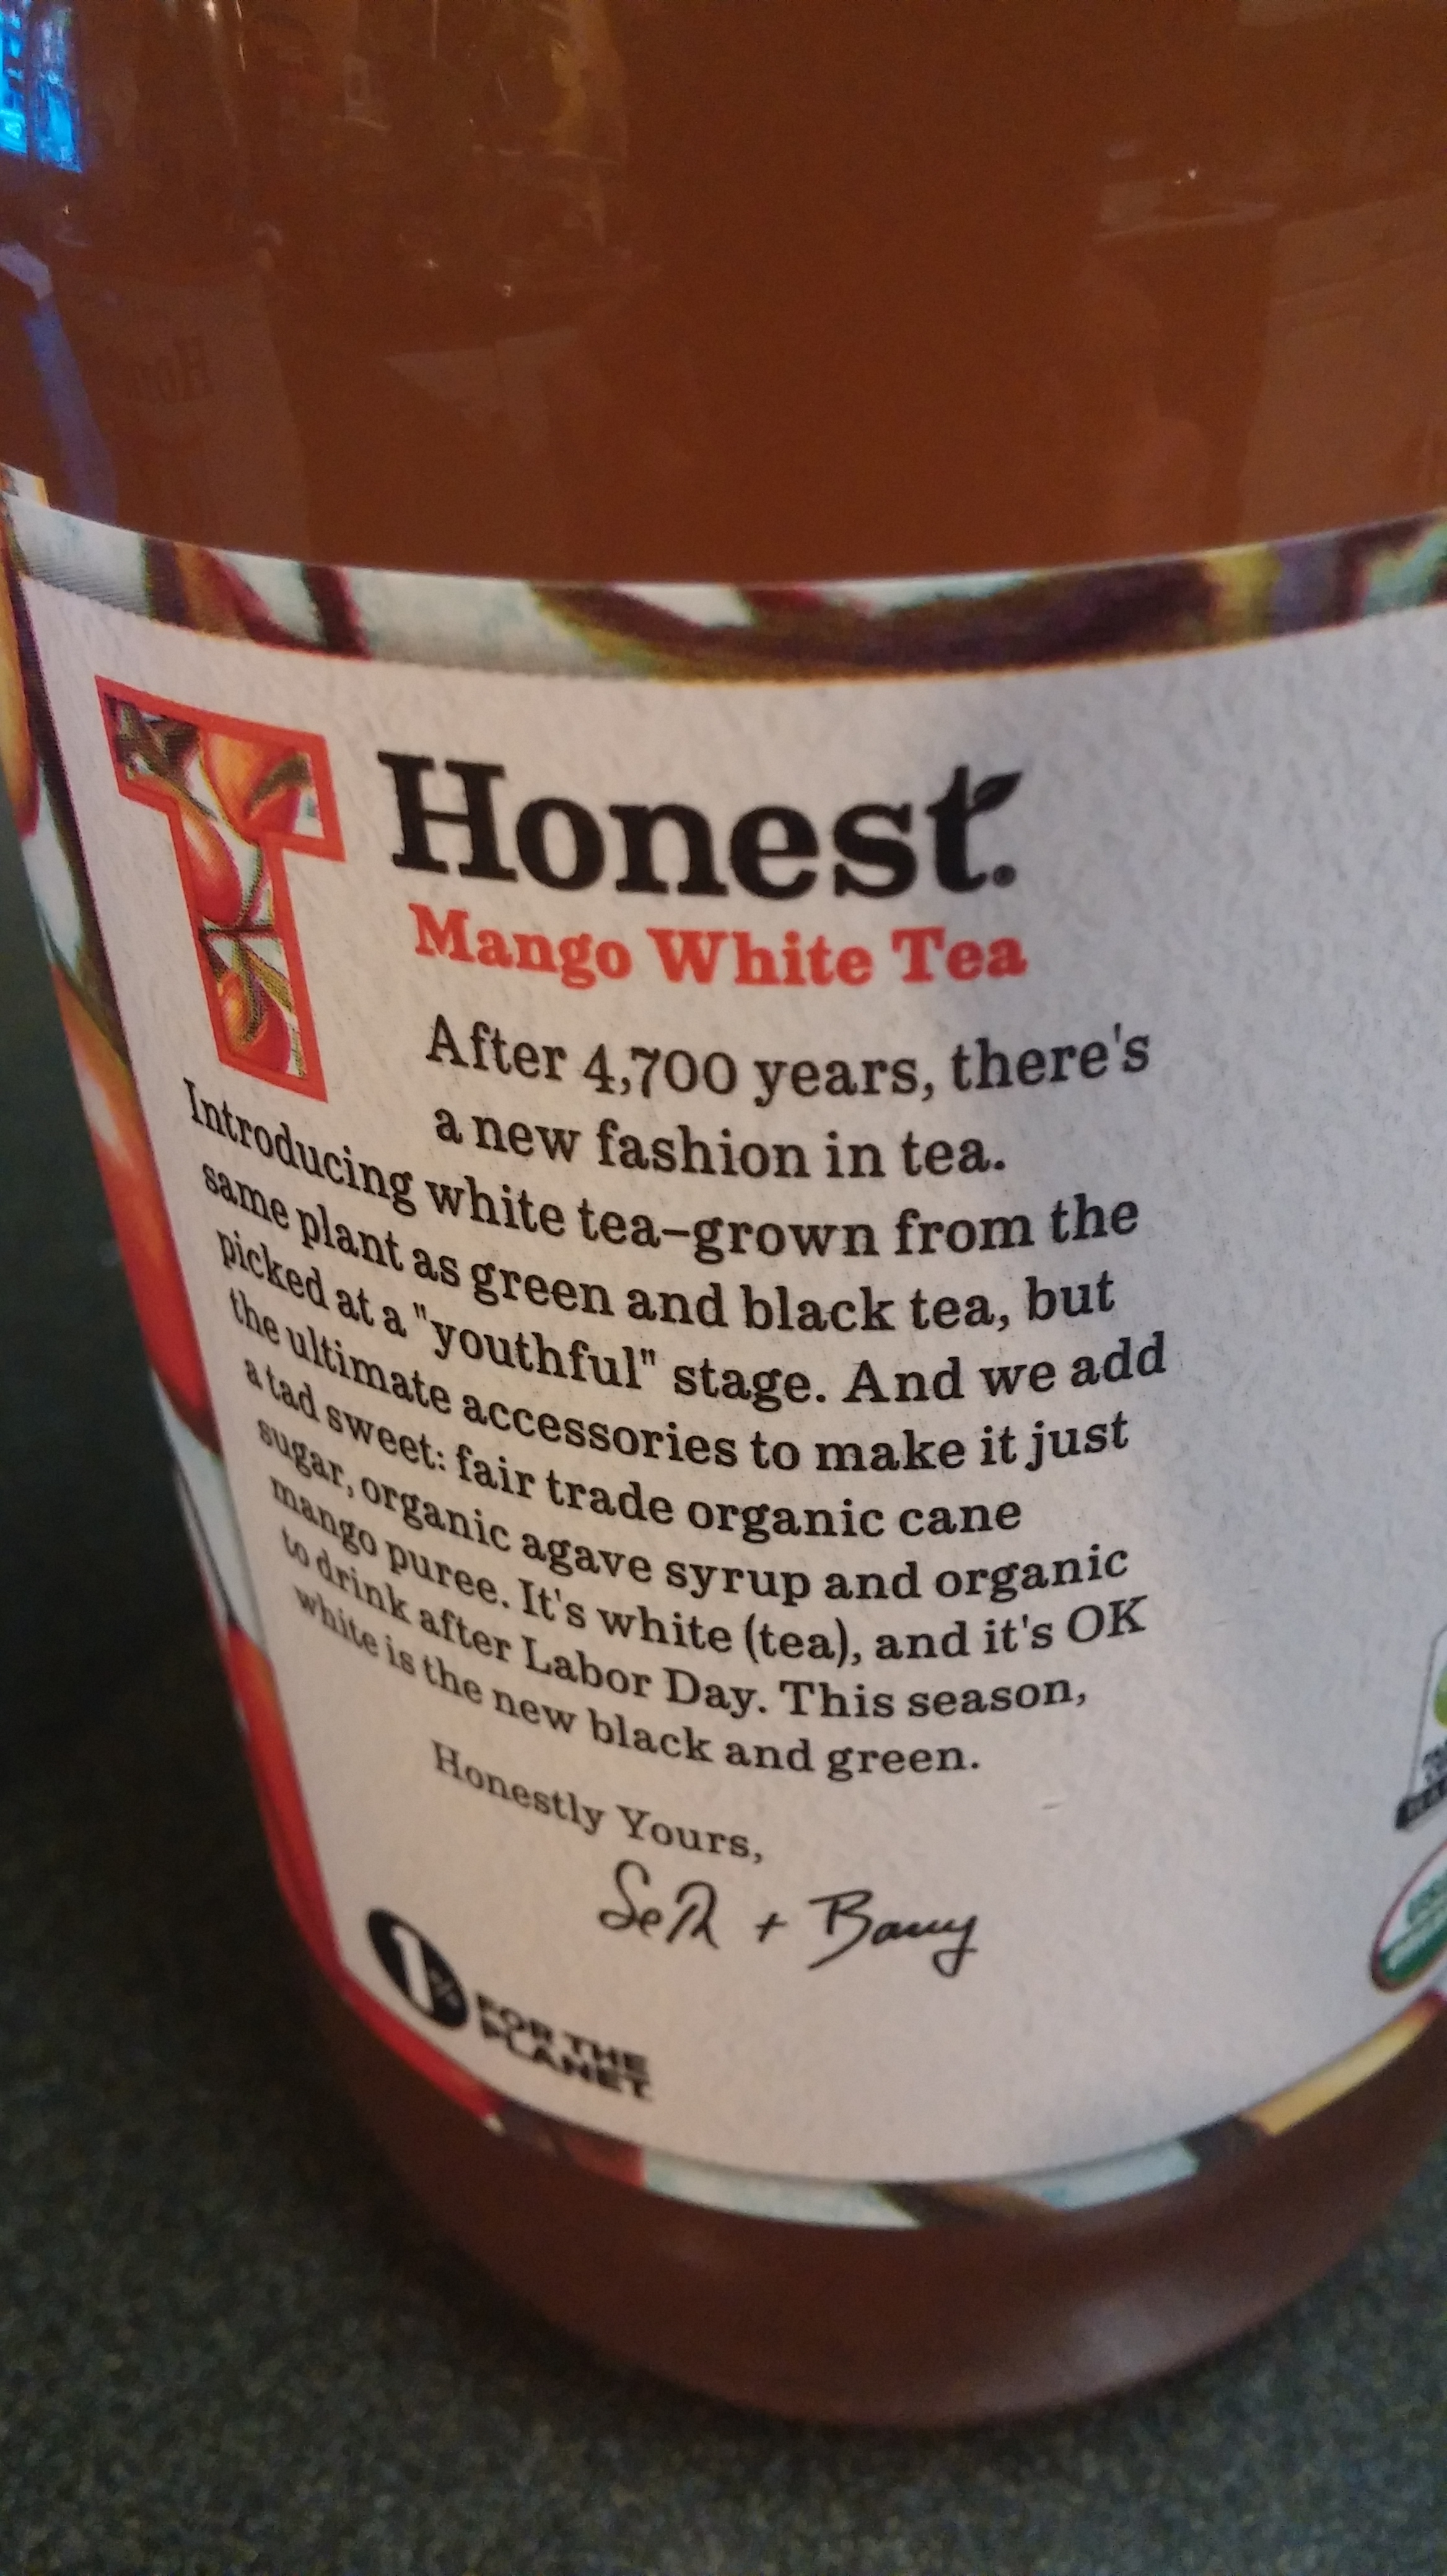 T Honest.
Mango White Tea
After 4,700 years, there's
a new fashion in tea.
Introducing white tea–grown from the
same plant as green and black tea, but
picked at a "youthful" stage. And we add
the ultimate accessories to make it just
a tad sweet: fair trade organic cane
sugar, organic agave syrup and organic
mango puree. It's white (tea), and it's OK
to drink after Labor Day. This season,
white is the new black and green.
Honestly Yours,
Seth + Barry
1%
FOR THE
PLANET